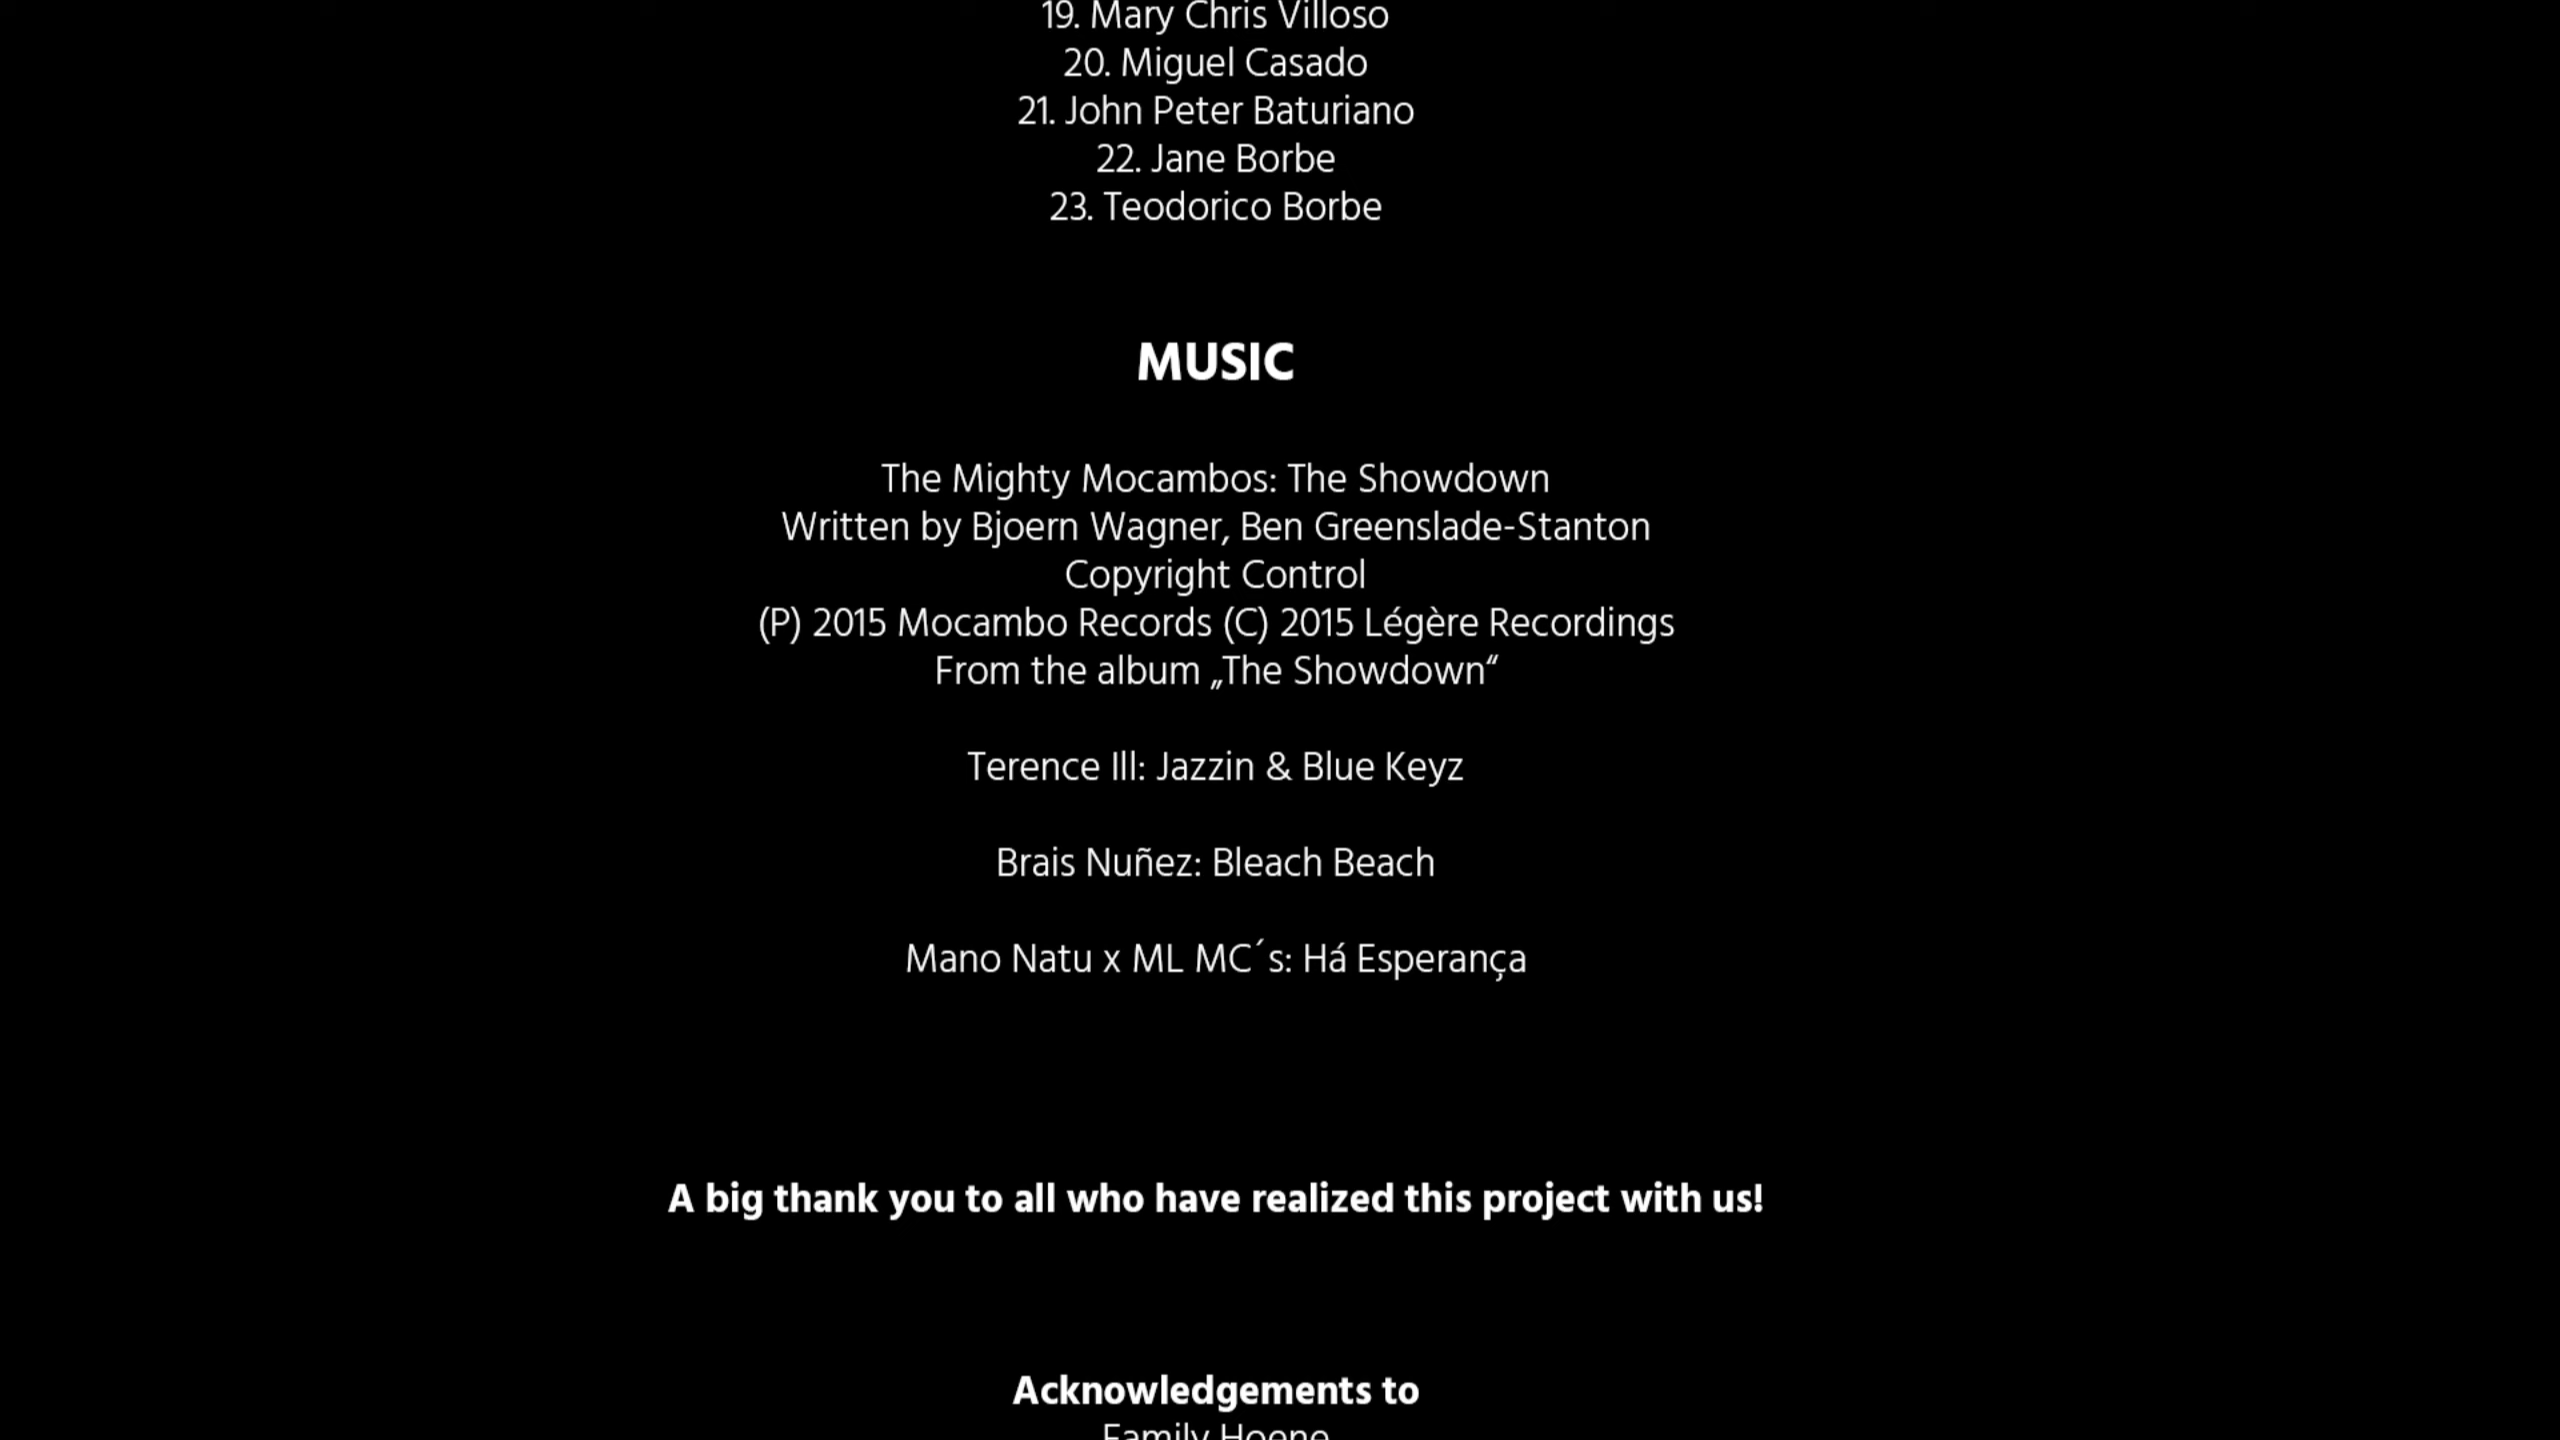 19. Mary Chris Villoso
20. Miguel Casado
21. John Peter Baturiano
22. Jane Borbe
23. Teodorico Borbe
MUSIC
The Mighty Mocambos: The Showdown
Written by Bjoern Wagner, Ben Greenslade-Stanton
Copyright Control
(P) 2015 Mocambo Records (C) 2015 Légère Recordings
From the album „The Showdown“
Terence Ill: Jazzin & Blue Keyz
Brais Nuñez: Bleach Beach
Mano Natu x ML MC´s: Há Esperança
A big thank you to all who have realized this project with us!
Acknowledgements to
Family Hoene